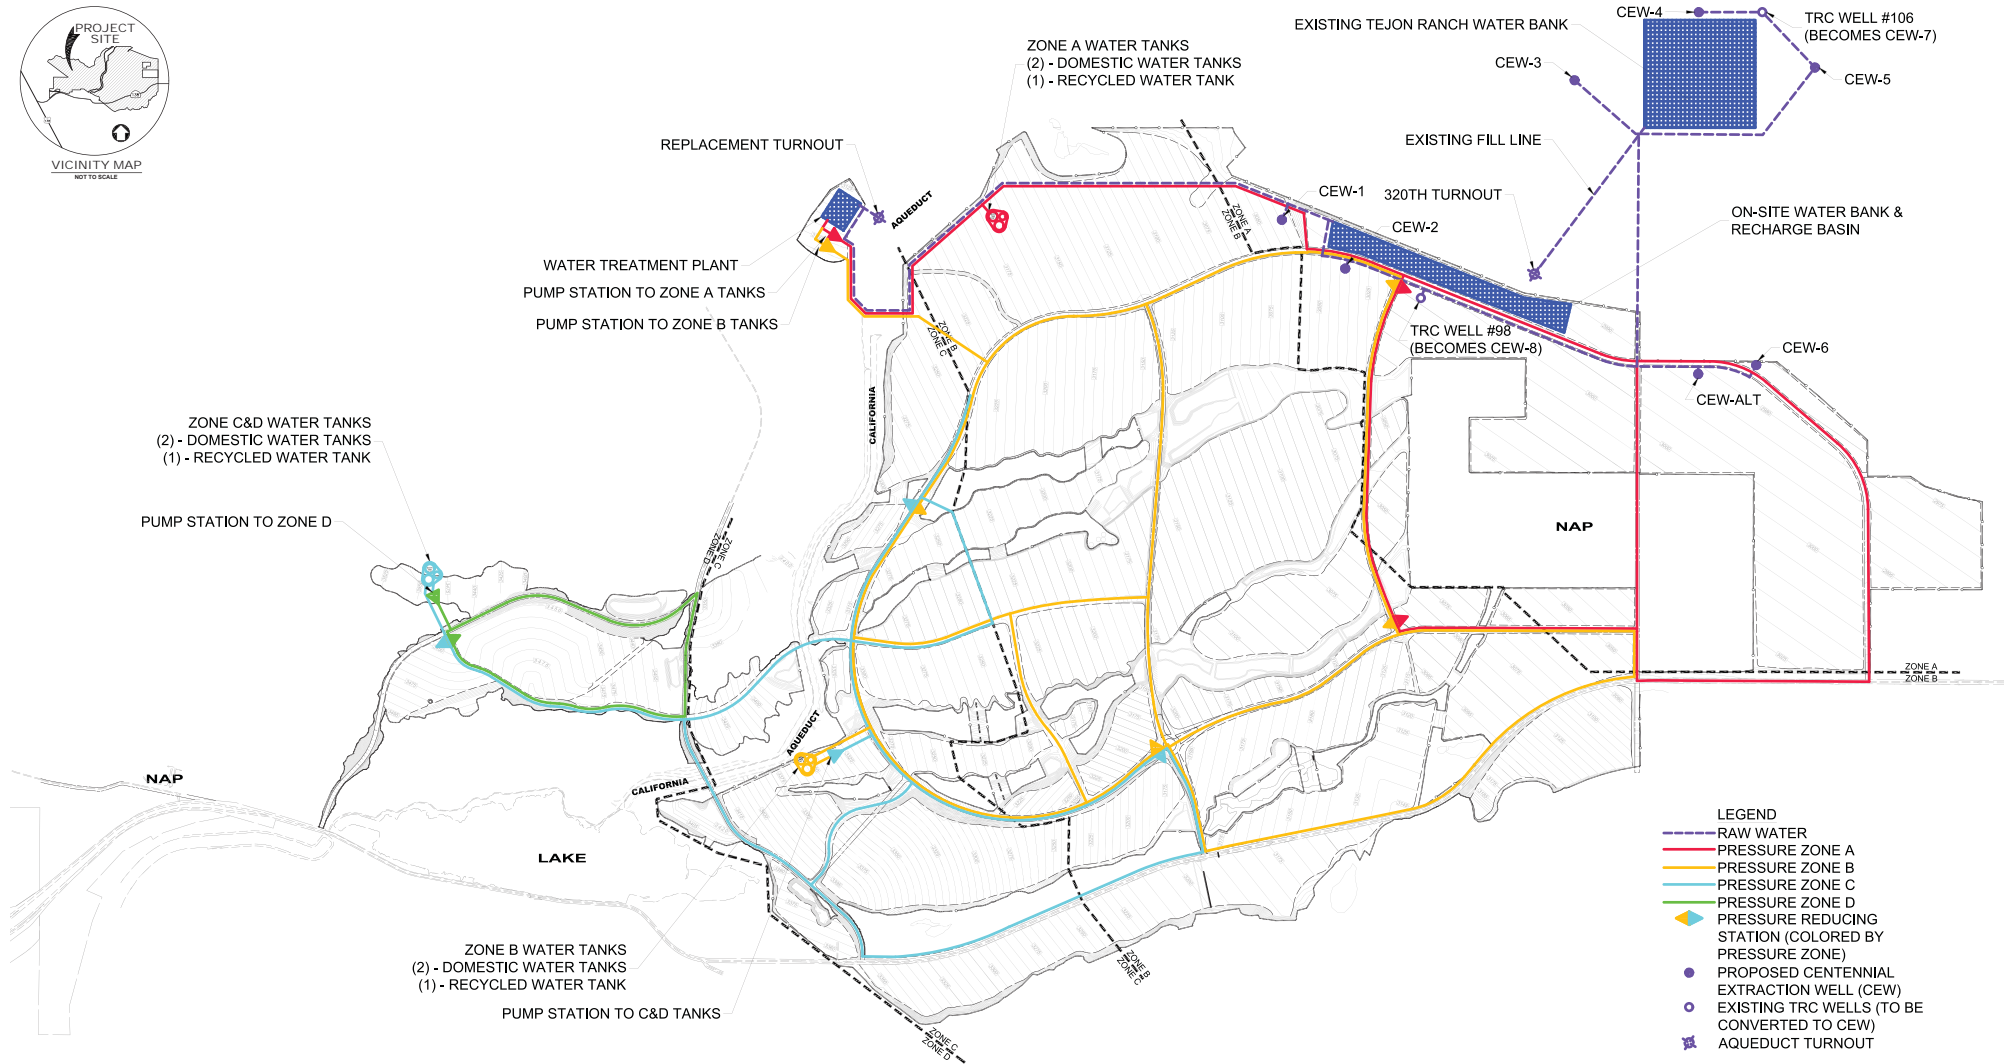 PROJECT
SITE
VICINITY MAP
NOT TO SCALE
ZONE A WATER TANKS
(2) - DOMESTIC WATER TANKS
(1) - RECYCLED WATER TANK
EXISTING TEJON RANCH WATER BANK
CEW-4
TRC WELL #106
(BECOMES CEW-7)
CEW-3
CEW-5
REPLACEMENT TURNOUT
EXISTING FILL LINE
AQUEDUCT
CEW-1
320TH TURNOUT
ZONE A
ZONE B
CEW-2
ON-SITE WATER BANK &
RECHARGE BASIN
WATER TREATMENT PLANT
PUMP STATION TO ZONE A TANKS
PUMP STATION TO ZONE B TANKS
ZONE B
ZONE C
TRC WELL #98
(BECOMES CEW-8)
CEW-6
CEW-ALT
CALIFORNIA
ZONE C&D WATER TANKS
(2) - DOMESTIC WATER TANKS
(1) - RECYCLED WATER TANK
PUMP STATION TO ZONE D
ZONE C
ZONE D
NAP
ZONE A
ZONE B
AQUEDUCT
NAP
CALIFORNIA
LAKE
ZONE B WATER TANKS
(2) - DOMESTIC WATER TANKS
(1) - RECYCLED WATER TANK
PUMP STATION TO C&D TANKS
ZONE B
ZONE C
ZONE C
ZONE D
LEGEND
RAW WATER
PRESSURE ZONE A
PRESSURE ZONE B
PRESSURE ZONE C
PRESSURE ZONE D
PRESSURE REDUCING
STATION (COLORED BY
PRESSURE ZONE)
PROPOSED CENTENNIAL
EXTRACTION WELL (CEW)
EXISTING TRC WELLS (TO BE
CONVERTED TO CEW)
AQUEDUCT TURNOUT